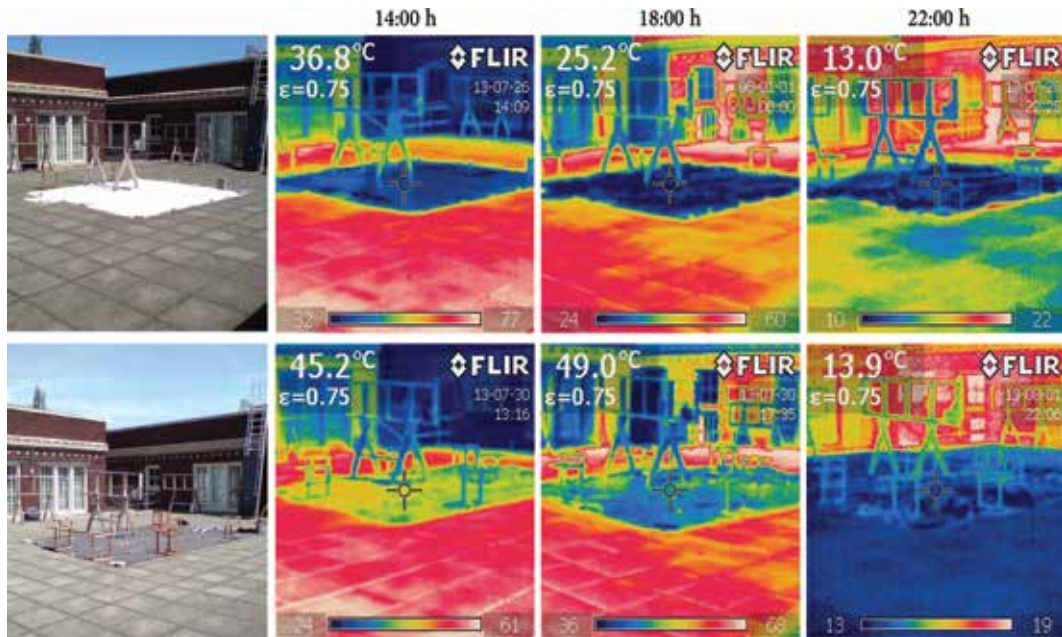 14:00 h 18:00 h 22:00 h
36.8°C FLIR
ε=0.75 13-07-26
14:09
32 77
25.2°C FLIR
ε=0.75
24 60
13.0°C FLIR
ε=0.75
10 22
45.2°C FLIR
ε=0.75 13-07-30
13:16
24 61
49.0°C FLIR
ε=0.75
36 68
13.9°C FLIR
ε=0.75
13 19